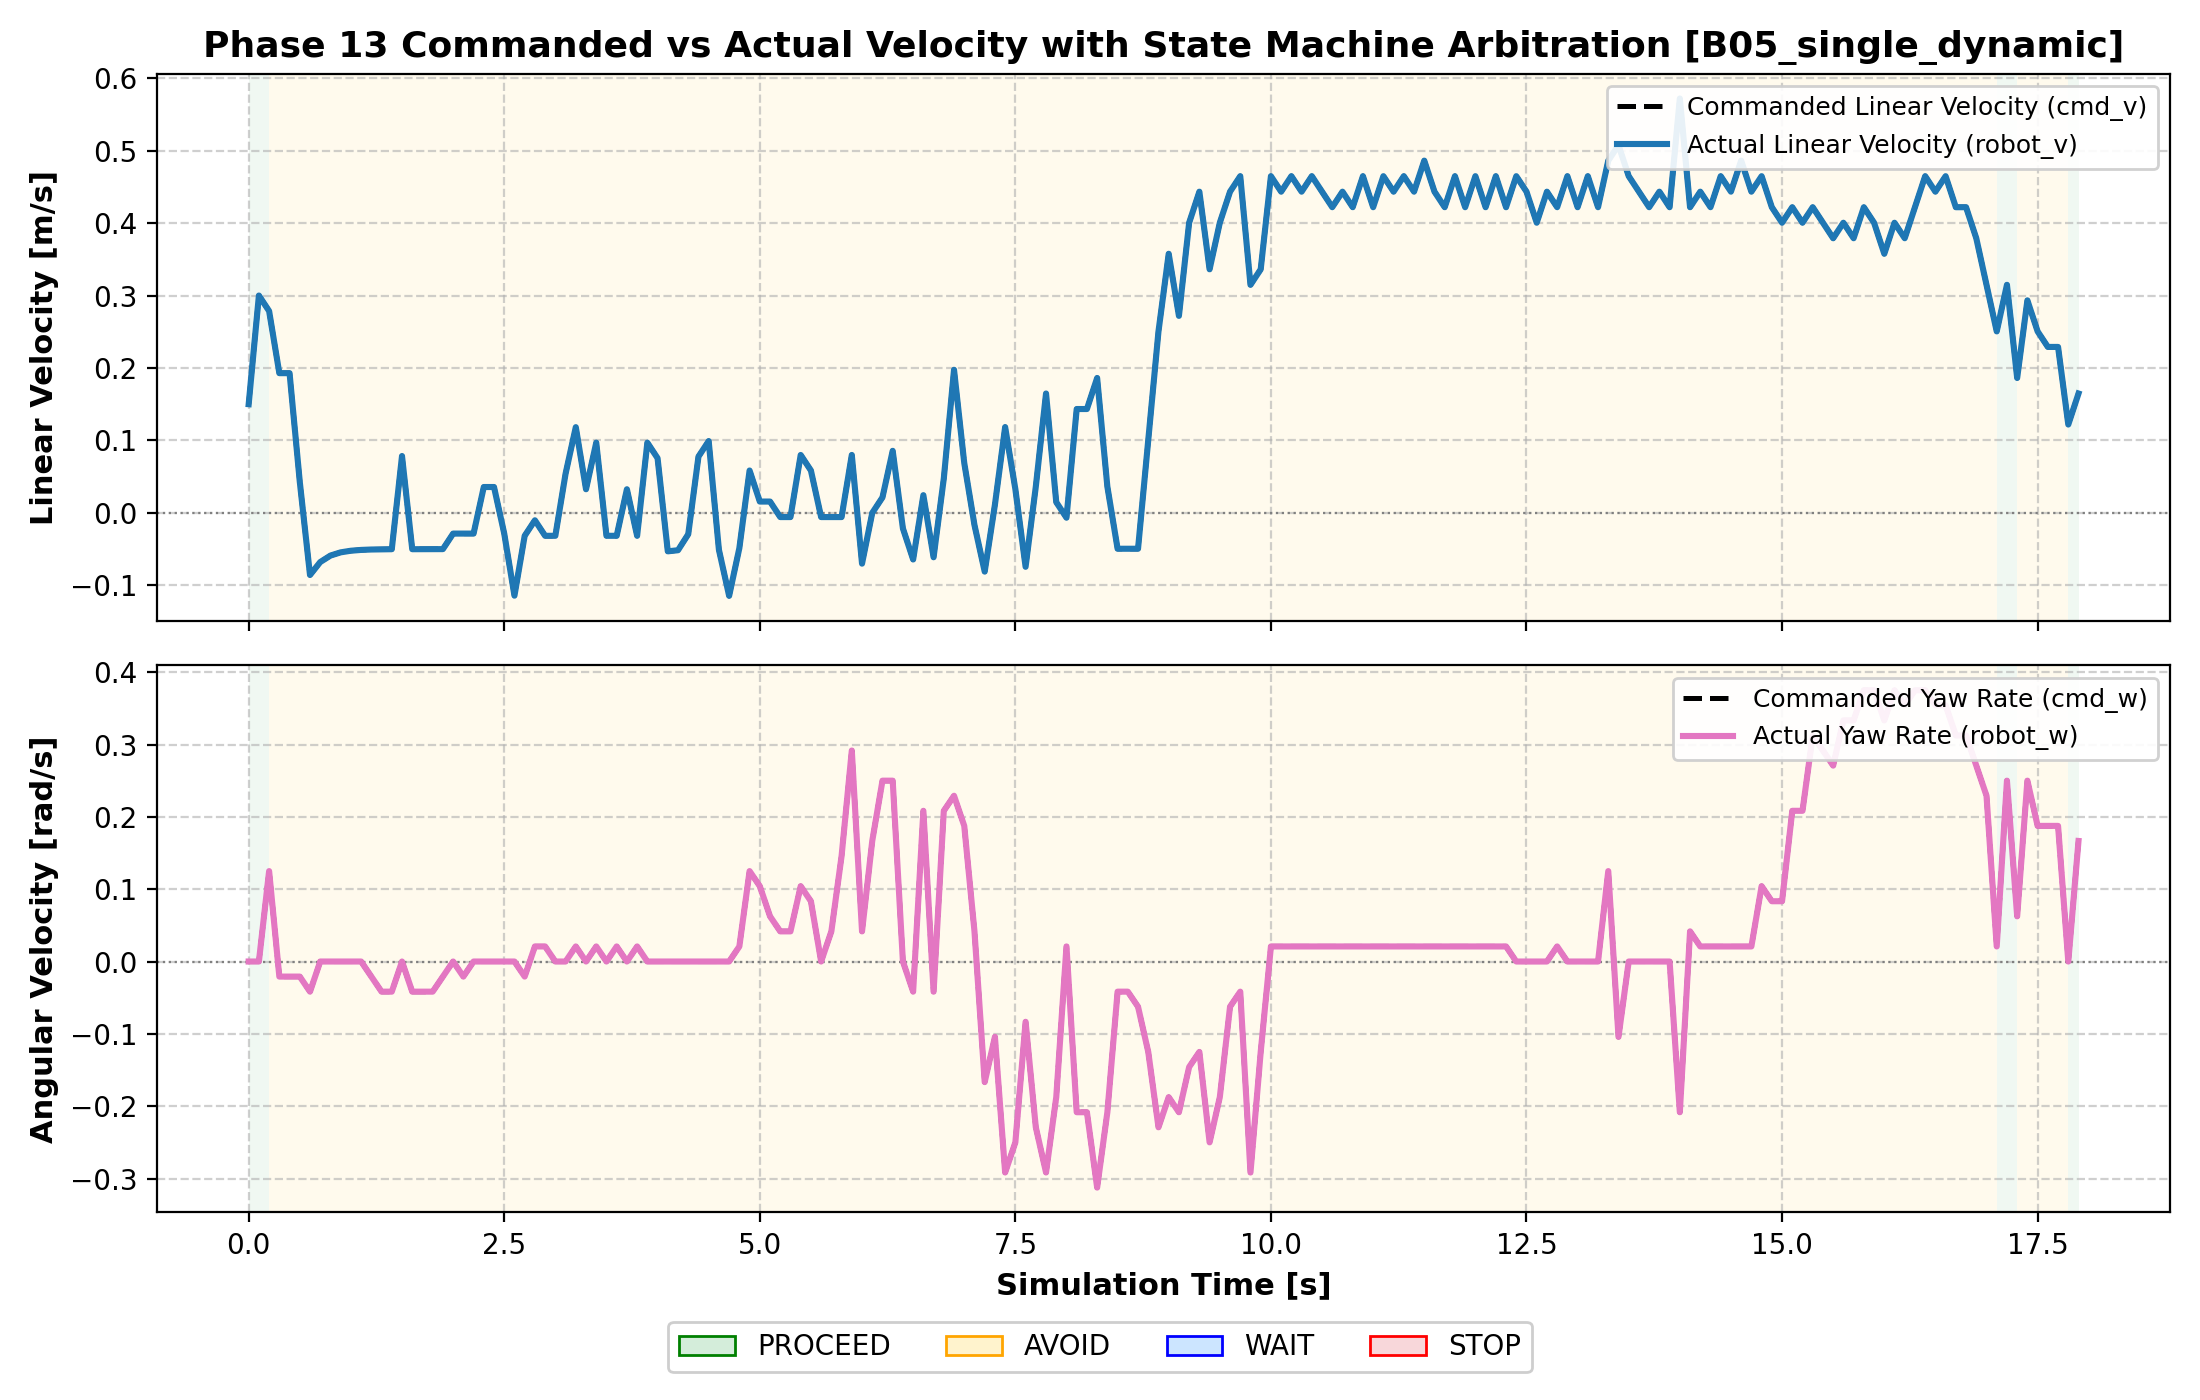 Phase 13 Commanded vs Actual Velocity with State Machine Arbitration [B05_single_dynamic]
Linear Velocity [m/s]
0.6
0.5
0.4
0.3
0.2
0.1
0.0
−0.1
Commanded Linear Velocity (cmd_v)
Actual Linear Velocity (robot_v)
Angular Velocity [rad/s]
0.4
0.3
0.2
0.1
0.0
−0.1
−0.2
−0.3
Commanded Yaw Rate (cmd_w)
Actual Yaw Rate (robot_w)
0.0 2.5 5.0 7.5 10.0 12.5 15.0 17.5
Simulation Time [s]
PROCEED AVOID WAIT STOP